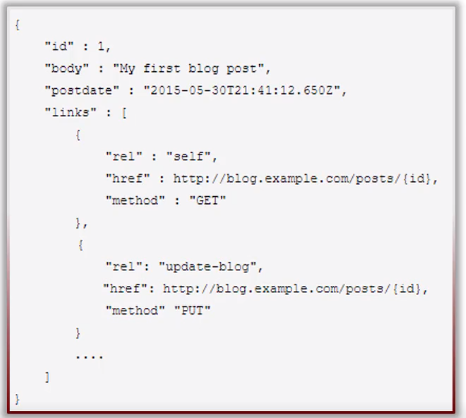 {
"id" : 1,
"body" : "My first blog post",
"postdate" : "2015-05-30T21:41:12.650Z",
"links" : [
{
"rel" : "self",
"href" : http://blog.example.com/posts/{id},
"method" : "GET"
},
{
"rel": "update-blog",
"href": http://blog.example.com/posts/{id},
"method" "PUT"
}
....
]
}